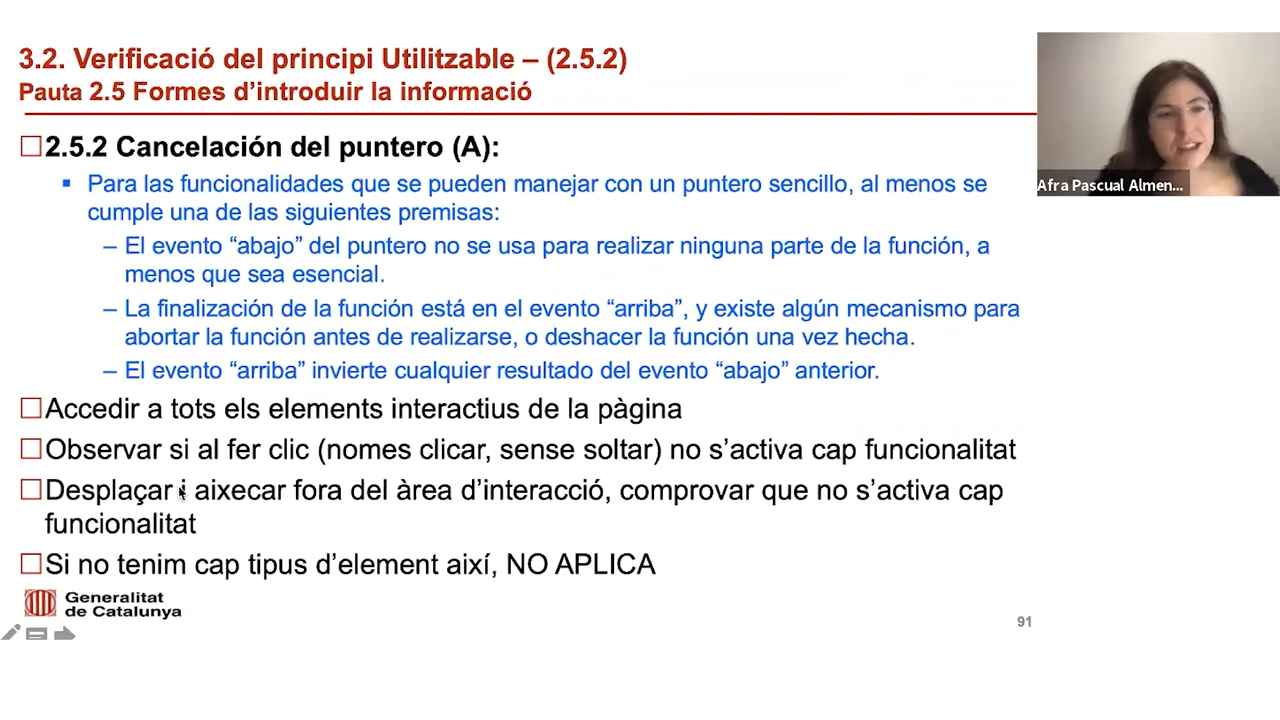 3.2. Verificació del principi Utilitzable – (2.5.2)
Pauta 2.5 Formes d’introduir la informació
2.5.2 Cancelación del puntero (A):
Para las funcionalidades que se pueden manejar con un puntero sencillo, al menos se
cumple una de las siguientes premisas:
– El evento “abajo” del puntero no se usa para realizar ninguna parte de la función, a
menos que sea esencial.
– La finalización de la función está en el evento “arriba”, y existe algún mecanismo para
abortar la función antes de realizarse, o deshacer la función una vez hecha.
– El evento “arriba” invierte cualquier resultado del evento “abajo” anterior.
Accedir a tots els elements interactius de la pàgina
Observar si al fer clic (nomes clicar, sense soltar) no s’activa cap funcionalitat
Desplaçar i aixecar fora del àrea d’interacció, comprovar que no s’activa cap
funcionalitat
Si no tenim cap tipus d’element així, NO APLICA
Generalitat
de Catalunya
91
Afra Pascual Almen...